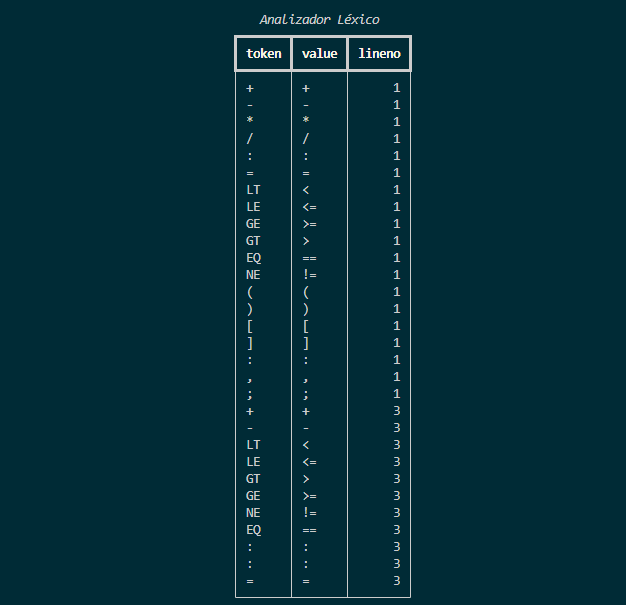 Analizador Léxico
token value lineno
+ + 1
- - 1
* * 1
/ / 1
: : 1
= = 1
LT < 1
LE <= 1
GE >= 1
GT > 1
EQ == 1
NE != 1
( ( 1
) ) 1
[ [ 1
] ] 1
: : 1
, , 1
; ; 1
+ + 3
- - 3
LT < 3
LE <= 3
GT > 3
GE >= 3
NE != 3
EQ == 3
: : 3
: : 3
= = 3